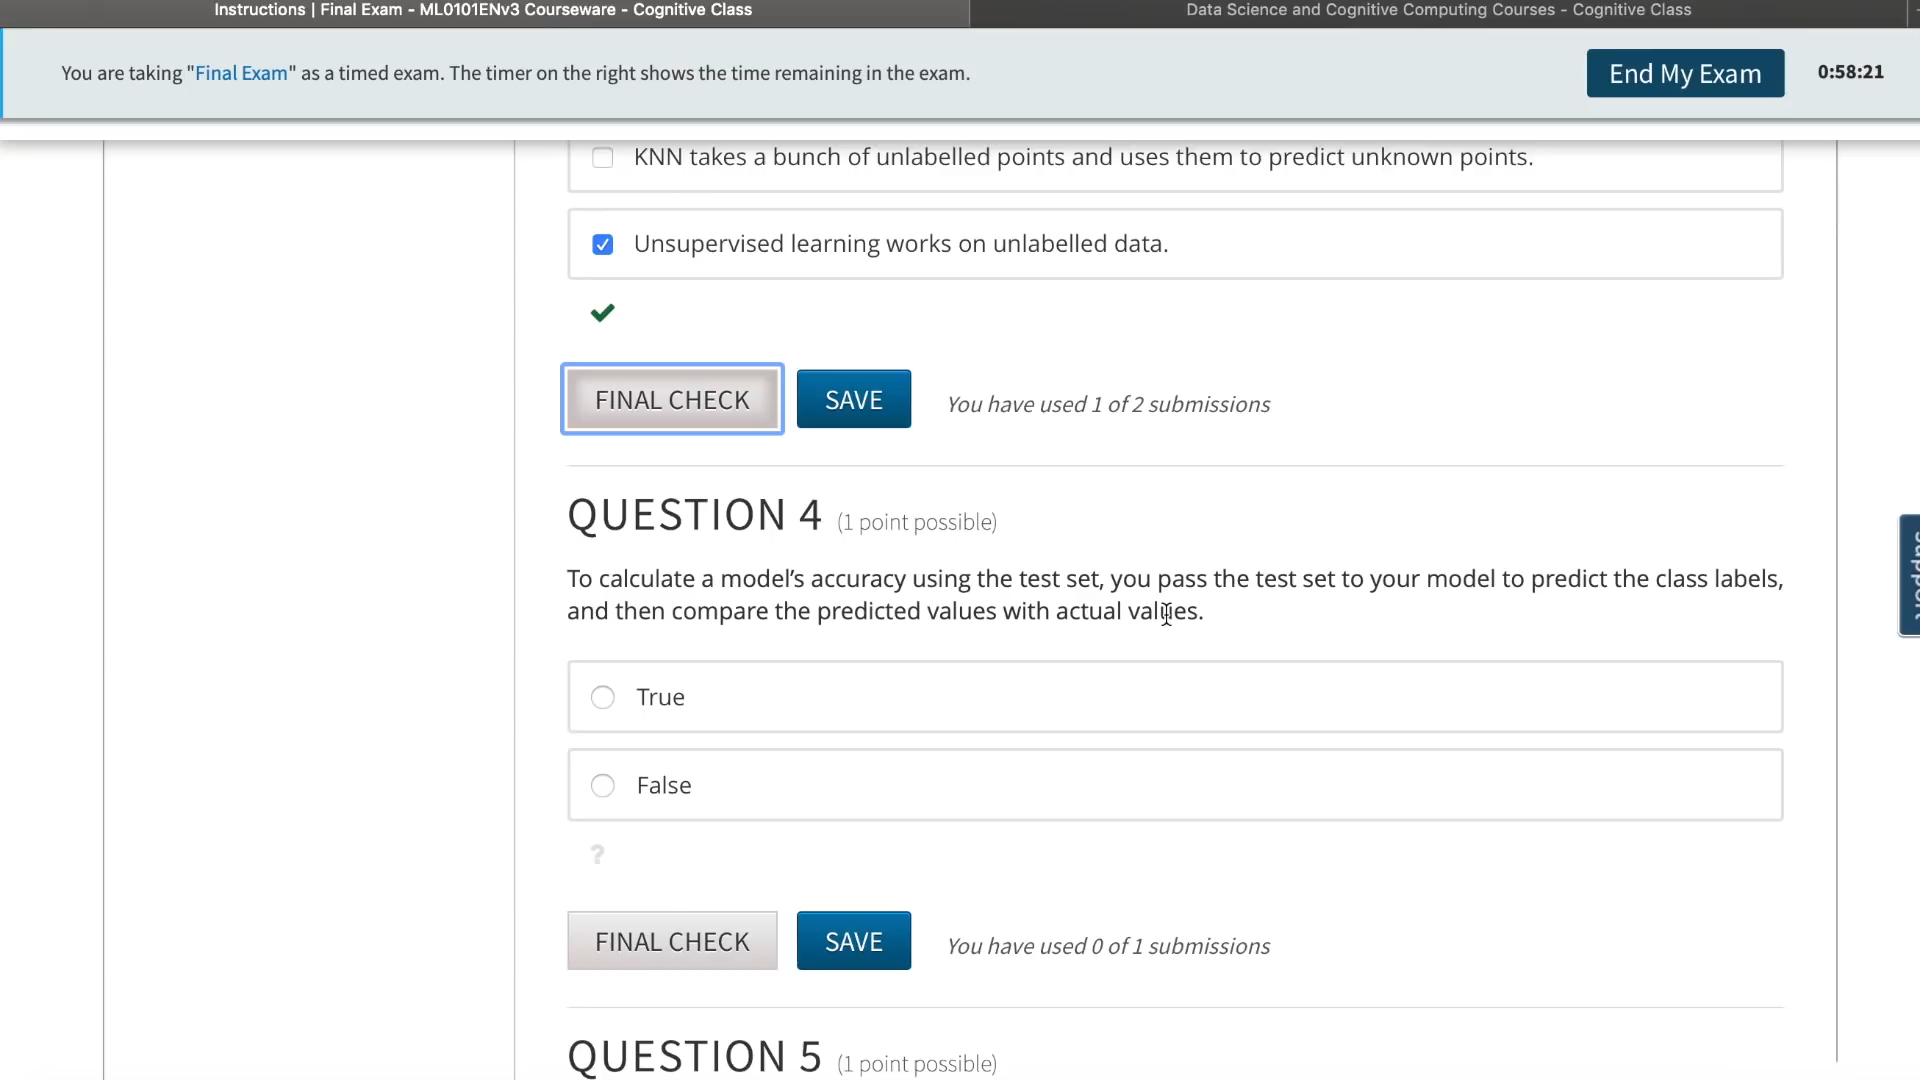 Instructions | Final Exam - ML0101ENv3 Courseware - Cognitive Class
Data Science and Cognitive Computing Courses - Cognitive Class
You are taking "Final Exam" as a timed exam. The timer on the right shows the time remaining in the exam.
End My Exam
0:58:21
KNN takes a bunch of unlabelled points and uses them to predict unknown points.
Unsupervised learning works on unlabelled data.
FINAL CHECK
SAVE
You have used 1 of 2 submissions
QUESTION 4 (1 point possible)
To calculate a model’s accuracy using the test set, you pass the test set to your model to predict the class labels,
and then compare the predicted values with actual values.
True
False
?
FINAL CHECK
SAVE
You have used 0 of 1 submissions
QUESTION 5 (1 point possible)
Support